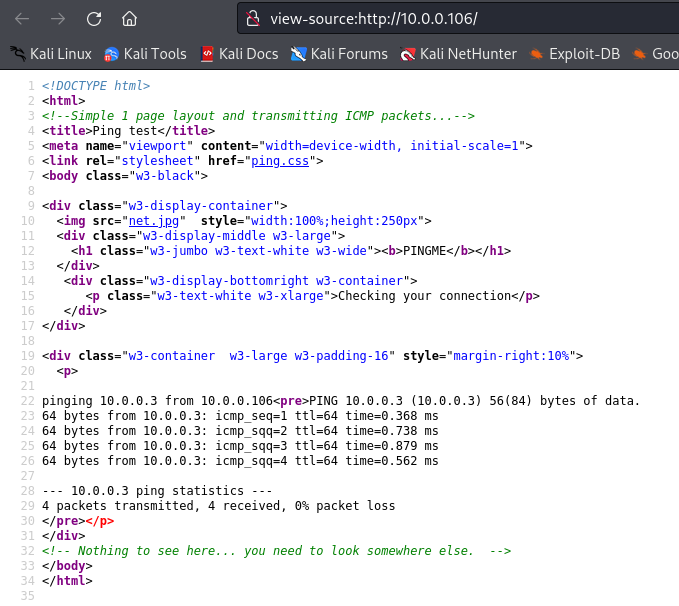 view-source:http://10.0.0.106/
Kali Linux Kali Tools Kali Docs Kali Forums Kali NetHunter Exploit-DB Goo
1 <!DOCTYPE html>
2 <html>
3 <!--Simple 1 page layout and transmitting ICMP packets...-->
4 <title>Ping test</title>
5 <meta name="viewport" content="width=device-width, initial-scale=1">
6 <link rel="stylesheet" href="ping.css">
7 <body class="w3-black">
8
9 <div class="w3-display-container">
10   <img src="net.jpg"  style="width:100%;height:250px">
11   <div class="w3-display-middle w3-large">
12     <h1 class="w3-jumbo w3-text-white w3-wide"><b>PINGME</b></h1>
13   </div>
14    <div class="w3-display-bottomright w3-container">
15       <p class="w3-text-white w3-xlarge">Checking your connection</p>
16    </div>
17 </div>
18
19 <div class="w3-container  w3-large w3-padding-16" style="margin-right:10%">
20   <p>
21
22 pinging 10.0.0.3 from 10.0.0.106<pre>PING 10.0.0.3 (10.0.0.3) 56(84) bytes of data.
23 64 bytes from 10.0.0.3: icmp_seq=1 ttl=64 time=0.368 ms
24 64 bytes from 10.0.0.3: icmp_sqq=2 ttl=64 time=0.738 ms
25 64 bytes from 10.0.0.3: icmp_sqq=3 ttl=64 time=0.879 ms
26 64 bytes from 10.0.0.3: icmp_sqq=4 ttl=64 time=0.562 ms
27
28 --- 10.0.0.3 ping statistics ---
29 4 packets transmitted, 4 received, 0% packet loss
30 </pre></p>
31 </div>
32 <!-- Nothing to see here... you need to look somewhere else.  -->
33 </body>
34 </html>
35